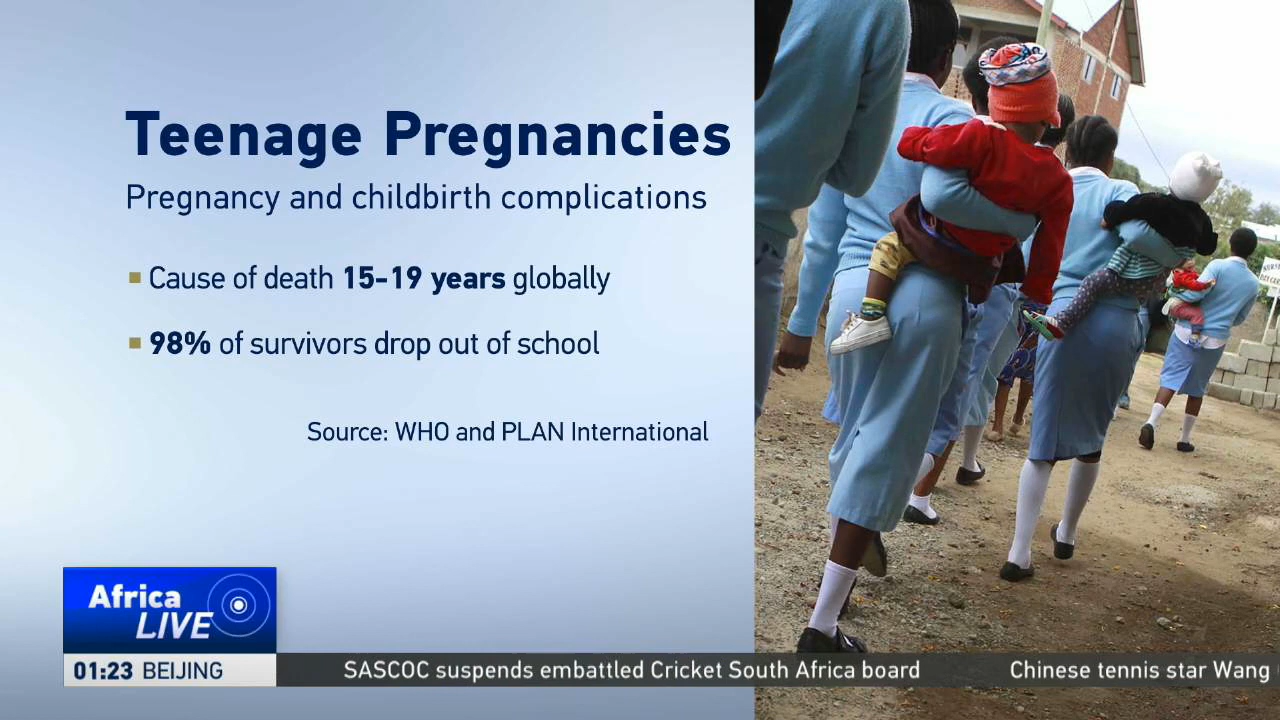 Teenage Pregnancies
Pregnancy and childbirth complications
Cause of death 15-19 years globally
98% of survivors drop out of school
Source: WHO and PLAN International
Africa
LIVE
01:23 BEIJING
SASCOC suspends embattled Cricket South Africa board
Chinese tennis star Wang